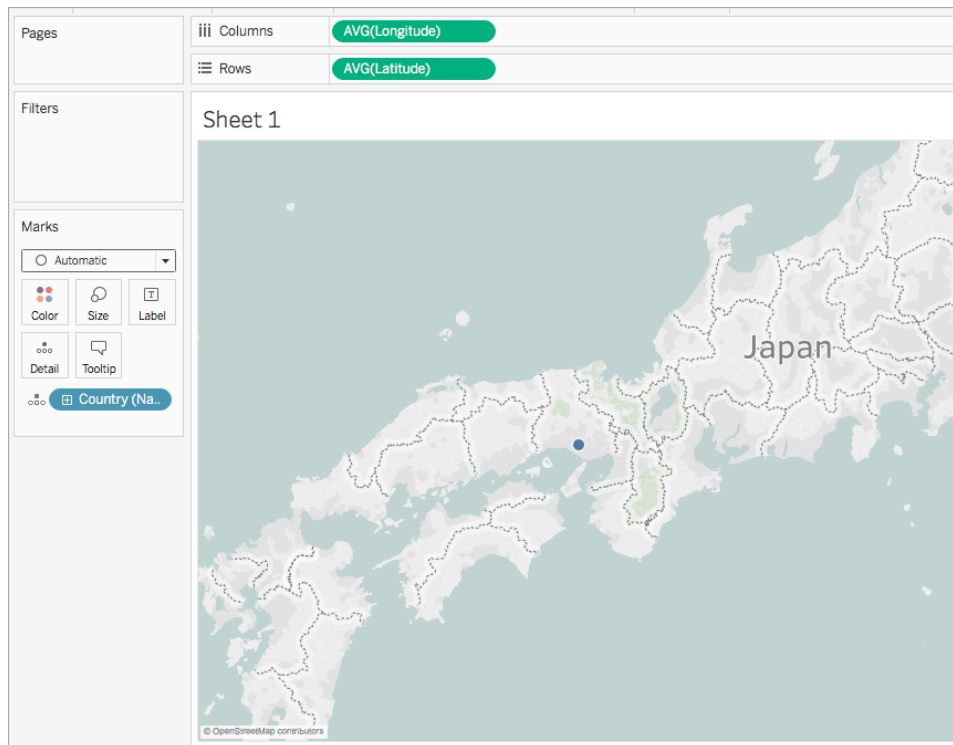 Pages
Columns
AVG(Longitude)
Rows
AVG(Latitude)
Filters
Sheet 1
Marks
Automatic
Color
Size
Label
Detail
Tooltip
Country (Na..
Japan
© OpenStreetMap contributors